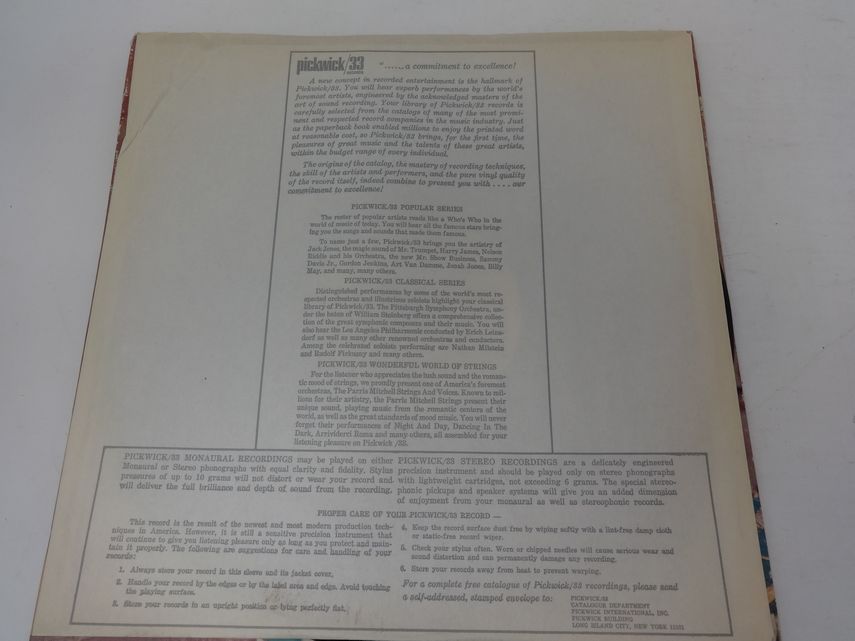 pickwick/33
RECORDS
"......a commitment to excellence!
A new concept in recorded entertainment is the hallmark of
Pickwick/33. You will hear superb performances by the world's
foremost artists, engineered by the acknowledged masters of the
art of sound recording. Your library of Pickwick/33 records is
carefully selected from the catalogs of many of the most promi-
nent and respected record companies in the music industry. Just
as the paperback book enabled millions to enjoy the printed word
at reasonable cost, so Pickwick/33 brings, for the first time, the
pleasures of great music and the talents of these great artists,
within the budget range of every individual.
The origins of the catalog, the mastery of recording techniques,
the skill of the artists and performers, and the pure vinyl quality
of the record itself, indeed combine to present you with .... our
commitment to excellence!
PICKWICK/33 POPULAR SERIES
The roster of popular artists reads like a Who's Who in the
world of music of today. You will hear all the famous stars bring-
ing you the songs and sounds that made them famous.
To name just a few, Pickwick/33 brings you the artistry of
Jack Jones, the magic sound of Mr. Trumpet, Harry James, Nelson
Riddle and his Orchestra, the new Mr. Show Business, Sammy
Davis Jr., Gordon Jenkins, Art Van Damme, Jonah Jones, Billy
May, and many, many others.
PICKWICK/33 CLASSICAL SERIES
Distinguished performances by some of the world's most re-
spected orchestras and illustrious soloists highlight your classical
library of Pickwick/33. The Pittsburgh Symphony Orchestra, un-
der the baton of William Steinberg offers a comprehensive collec-
tion of the great symphonic composers and their music. You will
also hear the Los Angeles Philharmonic conducted by Erich Leins-
dorf as well as many other renowned orchestras and conductors.
Among the celebrated soloists performing are Nathan Milstein
and Rudolf Firkusny and many others.
PICKWICK/33 WONDERFUL WORLD OF STRINGS
For the listener who appreciates the lush sound and the roman-
tic mood of strings, we proudly present one of America's foremost
orchestras, The Parris Mitchell Strings And Voices. Known to mil-
lions for their artistry, the Parris Mitchell Strings present their
unique sound, playing music from the romantic centers of the
world, as well as the great standards of mood music. You will never
forget their performances of Night And Day, Dancing In The
Dark, Arrividerci Roma and many others, all assembled for your
listening pleasure on Pickwick /33.
PICKWICK/33 MONAURAL RECORDINGS may be played on either
Monaural or Stereo phonographs with equal clarity and fidelity. Stylus
pressures of up to 10 grams will not distort or wear your record and
will deliver the full brilliance and depth of sound from the recording.
PICKWICK/33 STEREO RECORDINGS are a delicately engineered
precision instrument and should be played only on stereo phonographs
with lightweight cartridges, not exceeding 6 grams. The special stereo-
phonic pickups and speaker systems will give you an added dimension
of enjoyment from your monaural as well as stereophonic records.
PROPER CARE OF YOUR PICKWICK/33 RECORD —
This record is the result of the newest and most modern production tech-
niques in America. However, it is still a sensitive precision instrument that
will continue to give you listening pleasure only as long as you protect and main-
tain it properly. The following are suggestions for care and handling of your
records:
1. Always store your record in this sleeve and its jacket cover.
2. Handle your record by the edges or by the label area and edge. Avoid touching
the playing surface.
3. Store your records in an upright position or lying perfectly flat.
4. Keep the record surface dust free by wiping softly with a lint-free damp cloth
or static-free record wiper.
5. Check your stylus often. Worn or chipped needles will cause serious wear and
sound distortion and can permanently damage any recording.
6. Store your records away from heat to prevent warping.
For a complete free catalogue of Pickwick/33 recordings, please send
a self-addressed, stamped envelope to:
PICKWICK/33
CATALOGUE DEPARTMENT
PICKWICK INTERNATIONAL, INC.
PICKWICK BUILDING
LONG ISLAND CITY, NEW YORK 11101